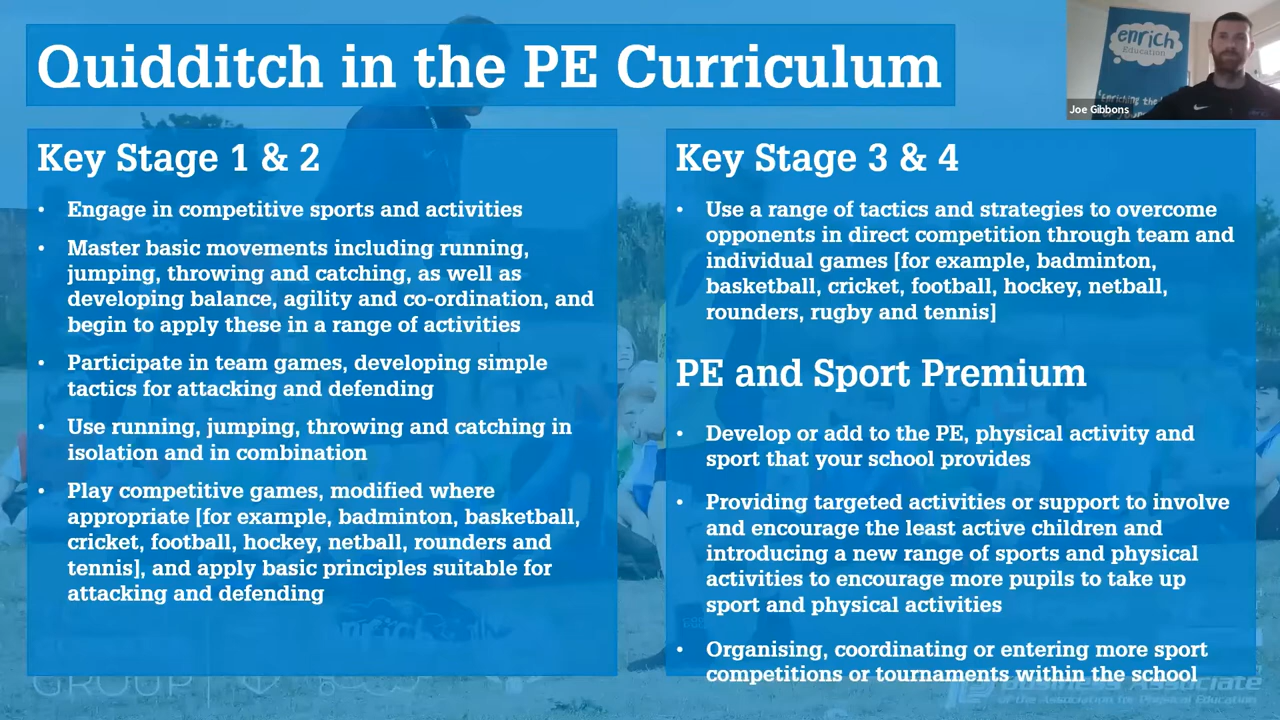 Quidditch in the PE Curriculum
enrich
Education
Joe Gibbons
Key Stage 1 & 2
• Engage in competitive sports and activities
• Master basic movements including running,
jumping, throwing and catching, as well as
developing balance, agility and co-ordination, and
begin to apply these in a range of activities
• Participate in team games, developing simple
tactics for attacking and defending
• Use running, jumping, throwing and catching in
isolation and in combination
• Play competitive games, modified where
appropriate [for example, badminton, basketball,
cricket, football, hockey, netball, rounders and
tennis], and apply basic principles suitable for
attacking and defending
Key Stage 3 & 4
• Use a range of tactics and strategies to overcome
opponents in direct competition through team and
individual games [for example, badminton,
basketball, cricket, football, hockey, netball,
rounders, rugby and tennis]
PE and Sport Premium
• Develop or add to the PE, physical activity and
sport that your school provides
• Providing targeted activities or support to involve
and encourage the least active children and
introducing a new range of sports and physical
activities to encourage more pupils to take up
sport and physical activities
• Organising, coordinating or entering more sport
competitions or tournaments within the school
GROUP
Business Associate
of the Association for Physical Education